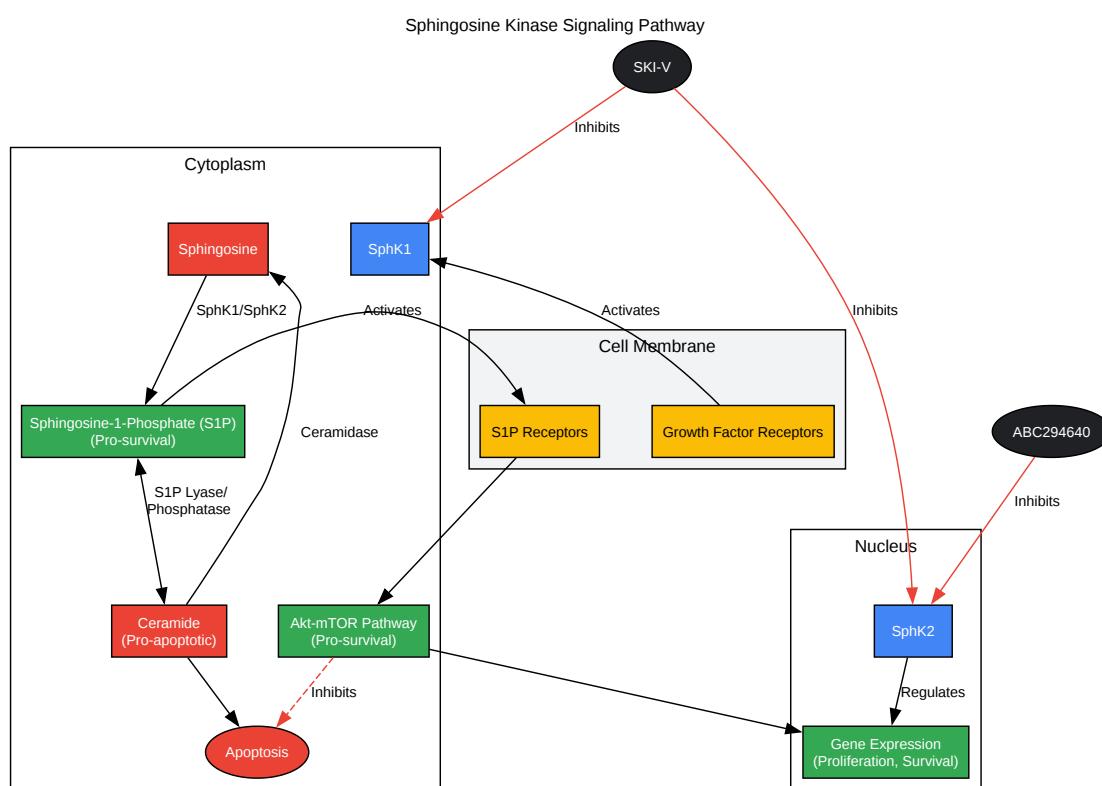 Sphingosine Kinase Signaling Pathway
SKI-V
Inhibits
Cytoplasm
Sphingosine
SphK1
SphK1/SphK2
Activates
Activates
Inhibits
Cell Membrane
Sphingosine-1-Phosphate (S1P)
(Pro-survival)
Ceramidase
S1P Receptors
Growth Factor Receptors
ABC294640
S1P Lyase/
Phosphatase
Inhibits
Nucleus
Ceramide
(Pro-apoptotic)
Akt-mTOR Pathway
(Pro-survival)
SphK2
Inhibits
Regulates
Apoptosis
Gene Expression
(Proliferation, Survival)